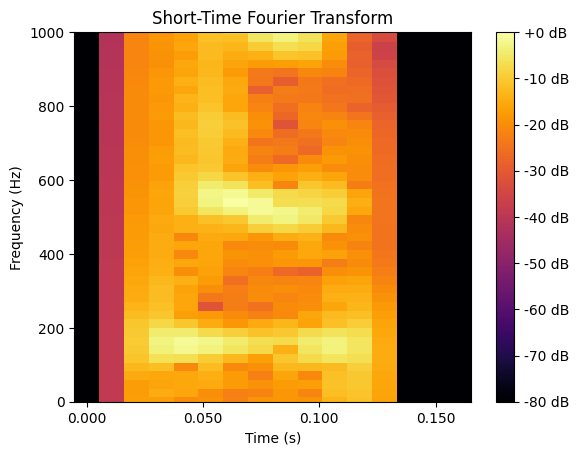 Short-Time Fourier Transform
1000
800
600
400
200
0
Frequency (Hz)
0.000
0.050
0.100
0.150
Time (s)
+0 dB
-10 dB
-20 dB
-30 dB
-40 dB
-50 dB
-60 dB
-70 dB
-80 dB